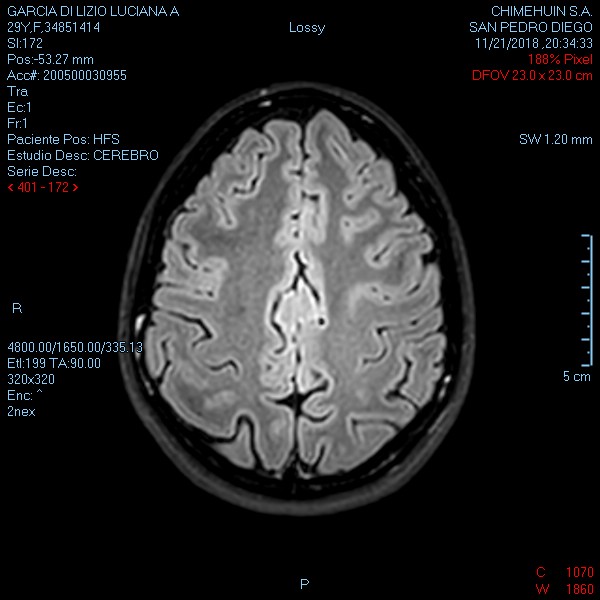 GARCIA DI LIZIO LUCIANA A
29Y,F,34851414
Sl:172
Pos:-53.27 mm
Acc#: 200500030955
Tra
Ec:1
Fr:1
Paciente Pos: HFS
Estudio Desc: CEREBRO
Serie Desc:
< 401 - 172 >
Lossy
CHIMEHUIN S.A.
SAN PEDRO DIEGO
11/21/2018 ,20:34:33
188% Pixel
DFOV 23.0 x 23.0 cm
SW 1.20 mm
R
4800.00/1650.00/335.13
Etl:199 TA:90.00
320x320
Enc: ^
2nex
5 cm
P
C 1070
W 1860